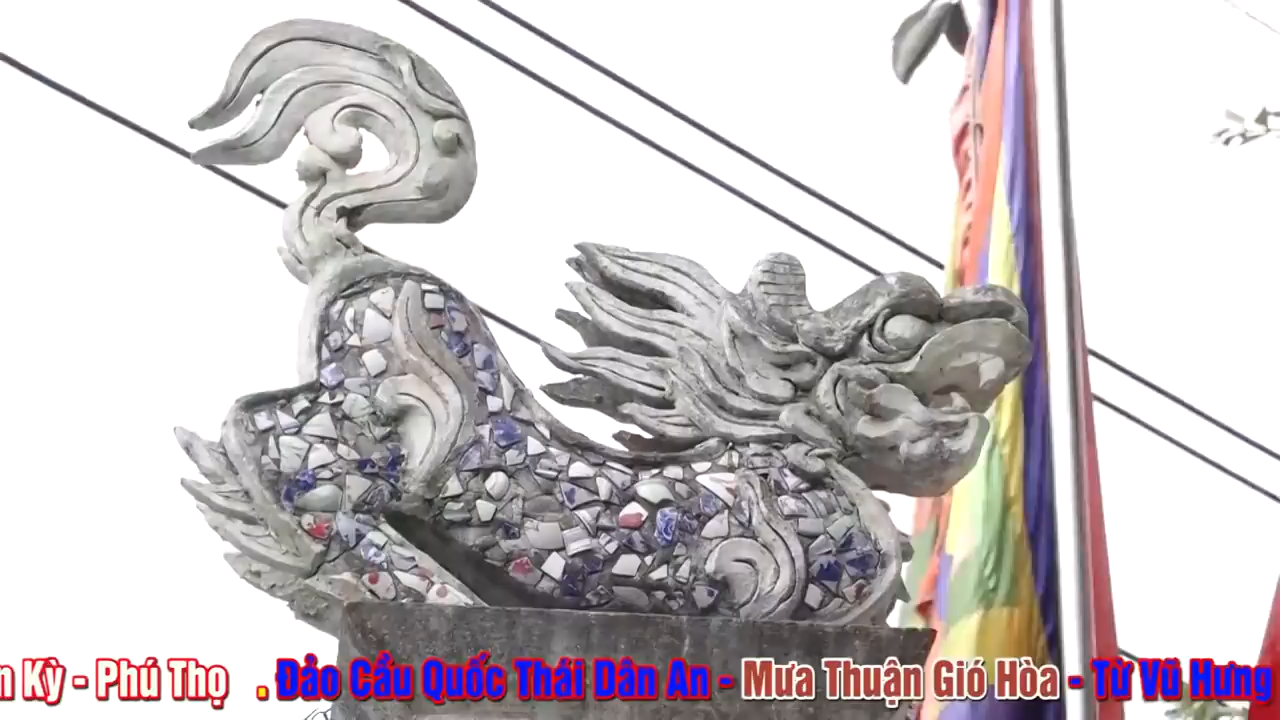 n Kỳ - Phú Thọ . Đảo Cầu Quốc Thái Dân An - Mưa Thuận Gió Hòa - Từ Vũ Hưng